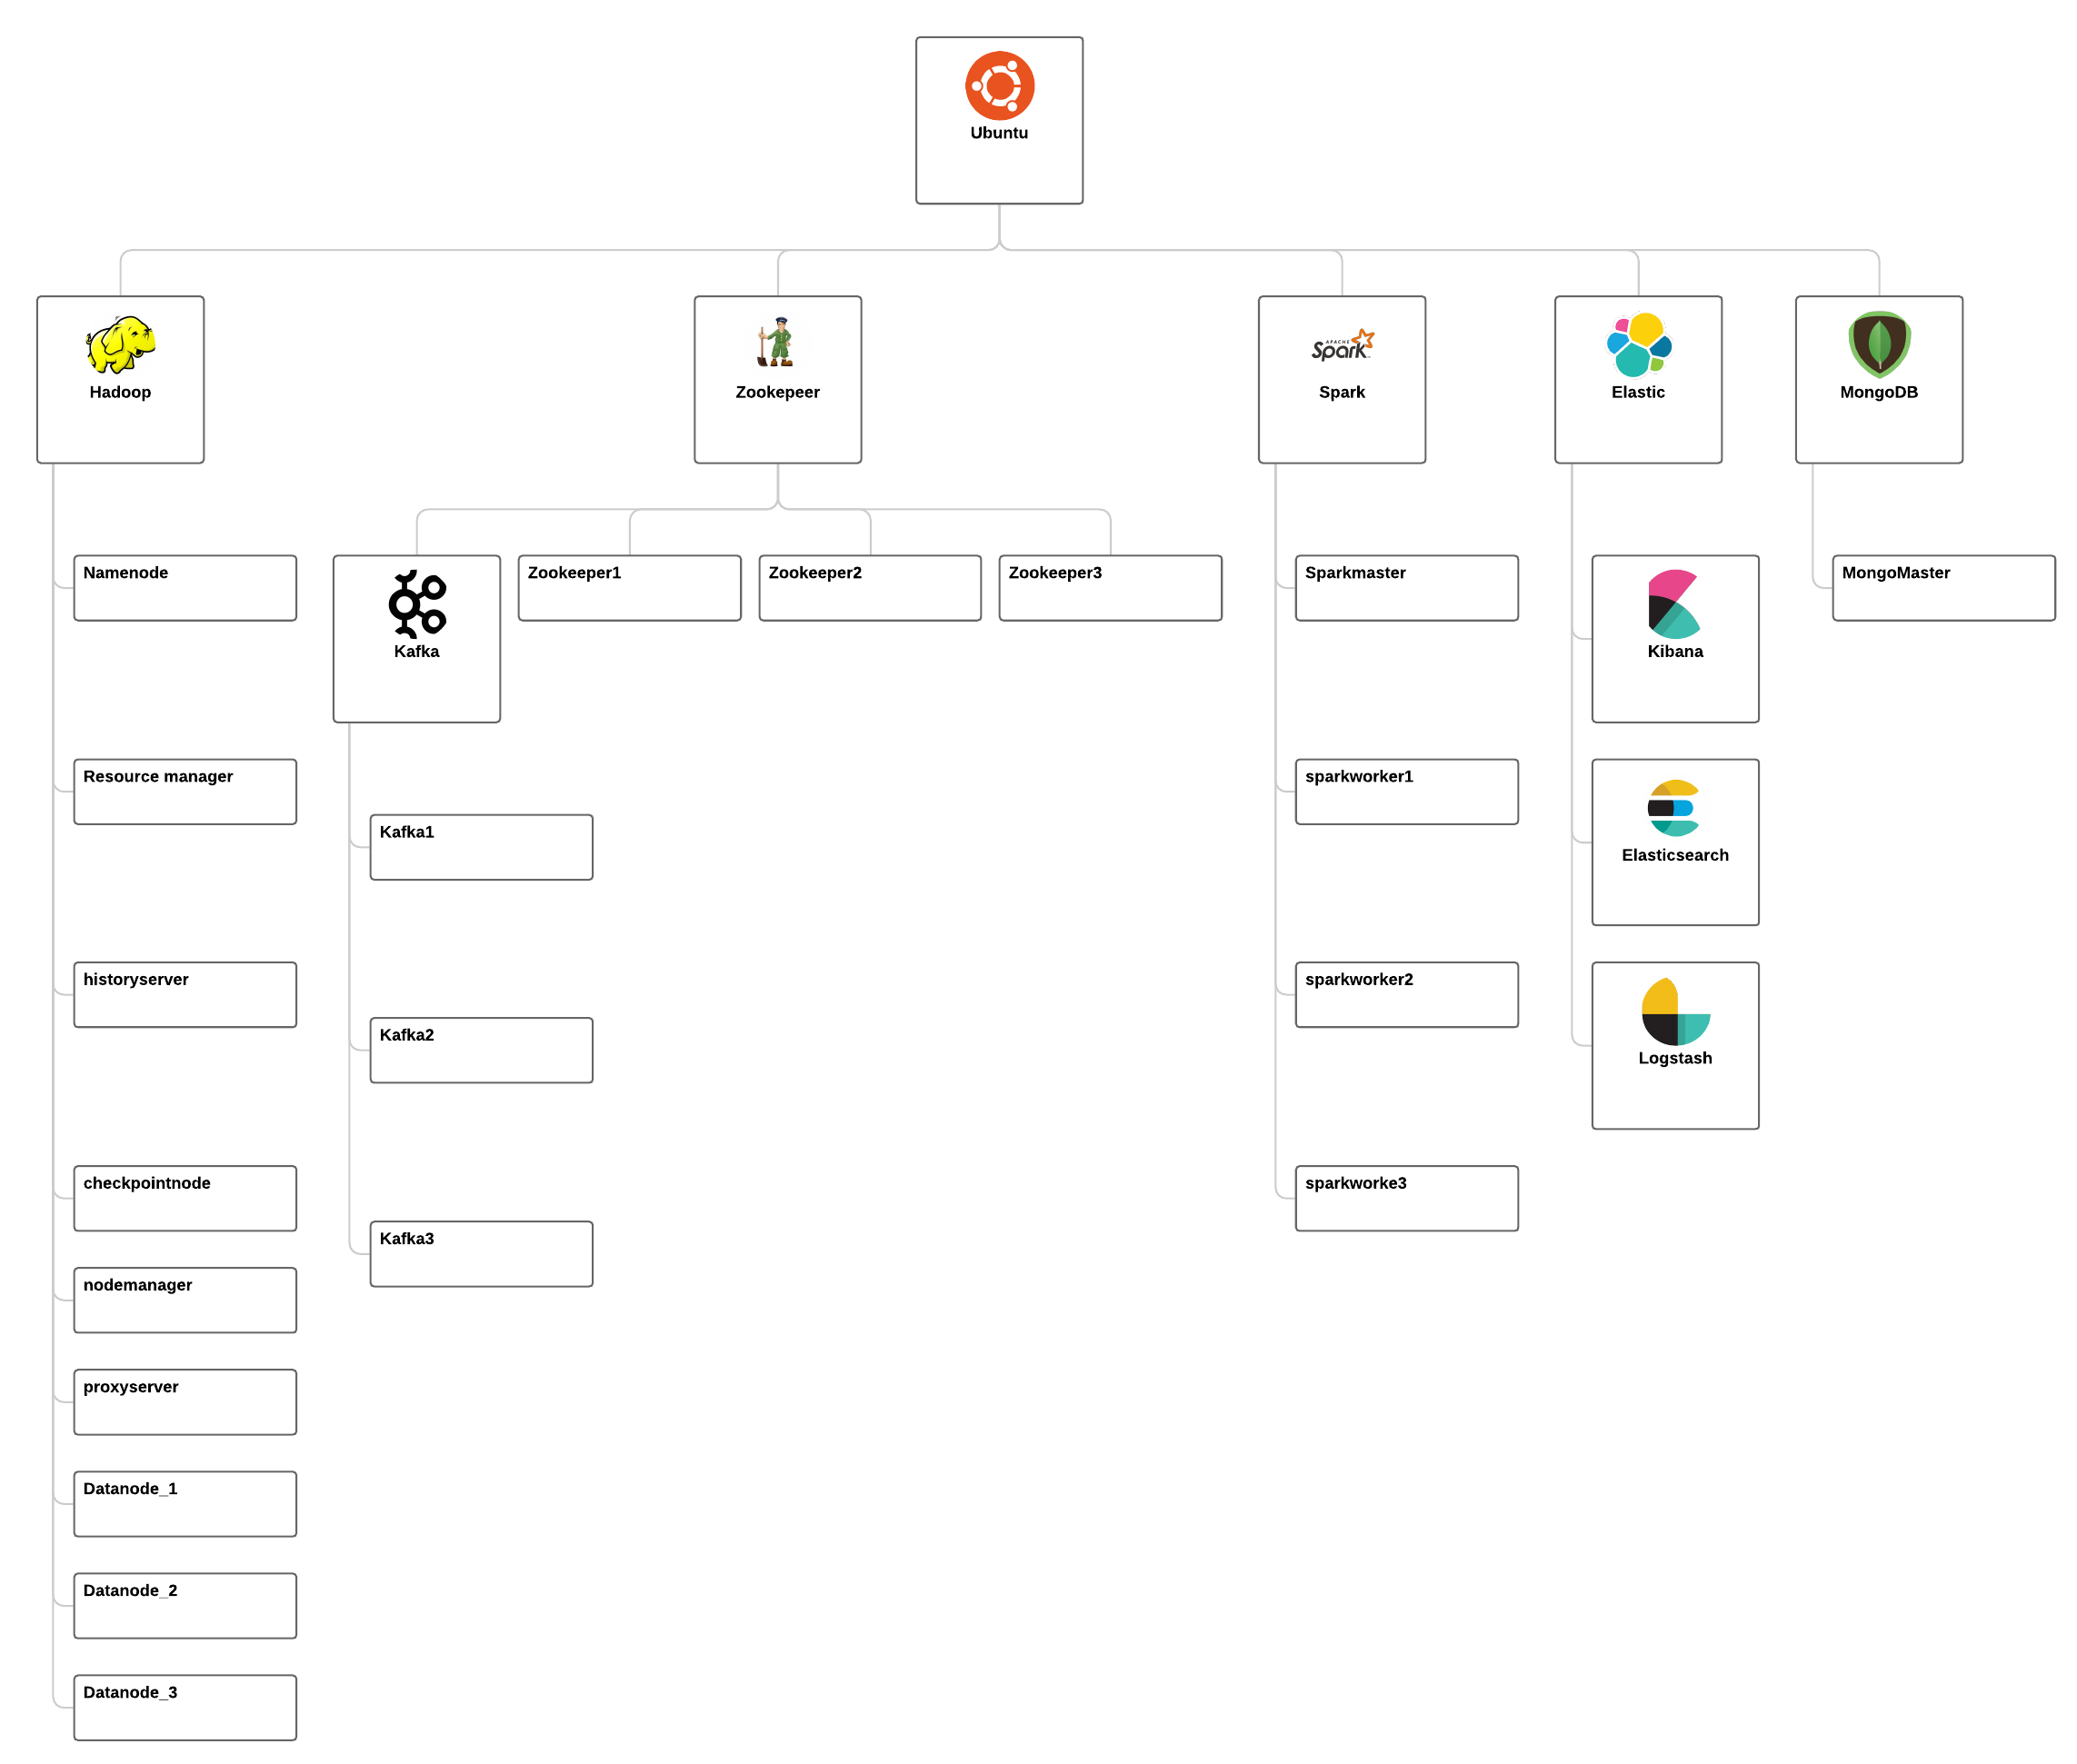 Ubuntu
Hadoop
Zookepeer
APACHE
Spark
Spark
Elastic
MongoDB
Namenode
Kafka
Zookeeper1
Zookeeper2
Zookeeper3
Sparkmaster
Kibana
MongoMaster
Resource manager
Kafka1
sparkworker1
Elasticsearch
historyserver
Kafka2
sparkworker2
Logstash
checkpointnode
Kafka3
sparkworke3
nodemanager
proxyserver
Datanode_1
Datanode_2
Datanode_3